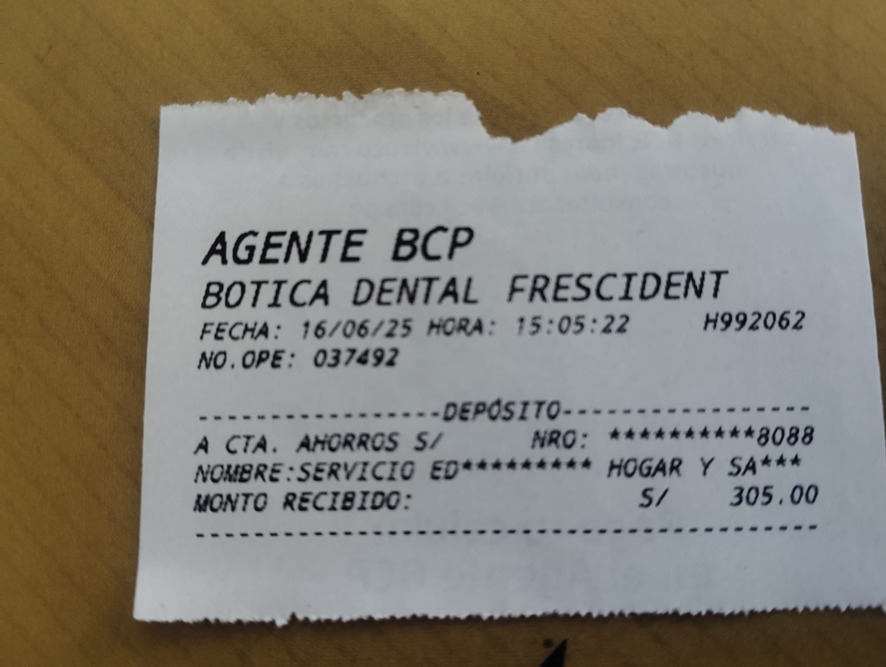 AGENTE BCP
BOTICA DENTAL FRESCIDENT
FECHA: 16/06/25 HORA: 15:05:22 H992062
NO.OPE: 037492
-----------------DEPÓSITO-----------------
A CTA. AHORROS S/ NRO: **********8088
NOMBRE:SERVICIO ED********* HOGAR Y SA***
MONTO RECIBIDO: S/ 305.00
------------------------------------------